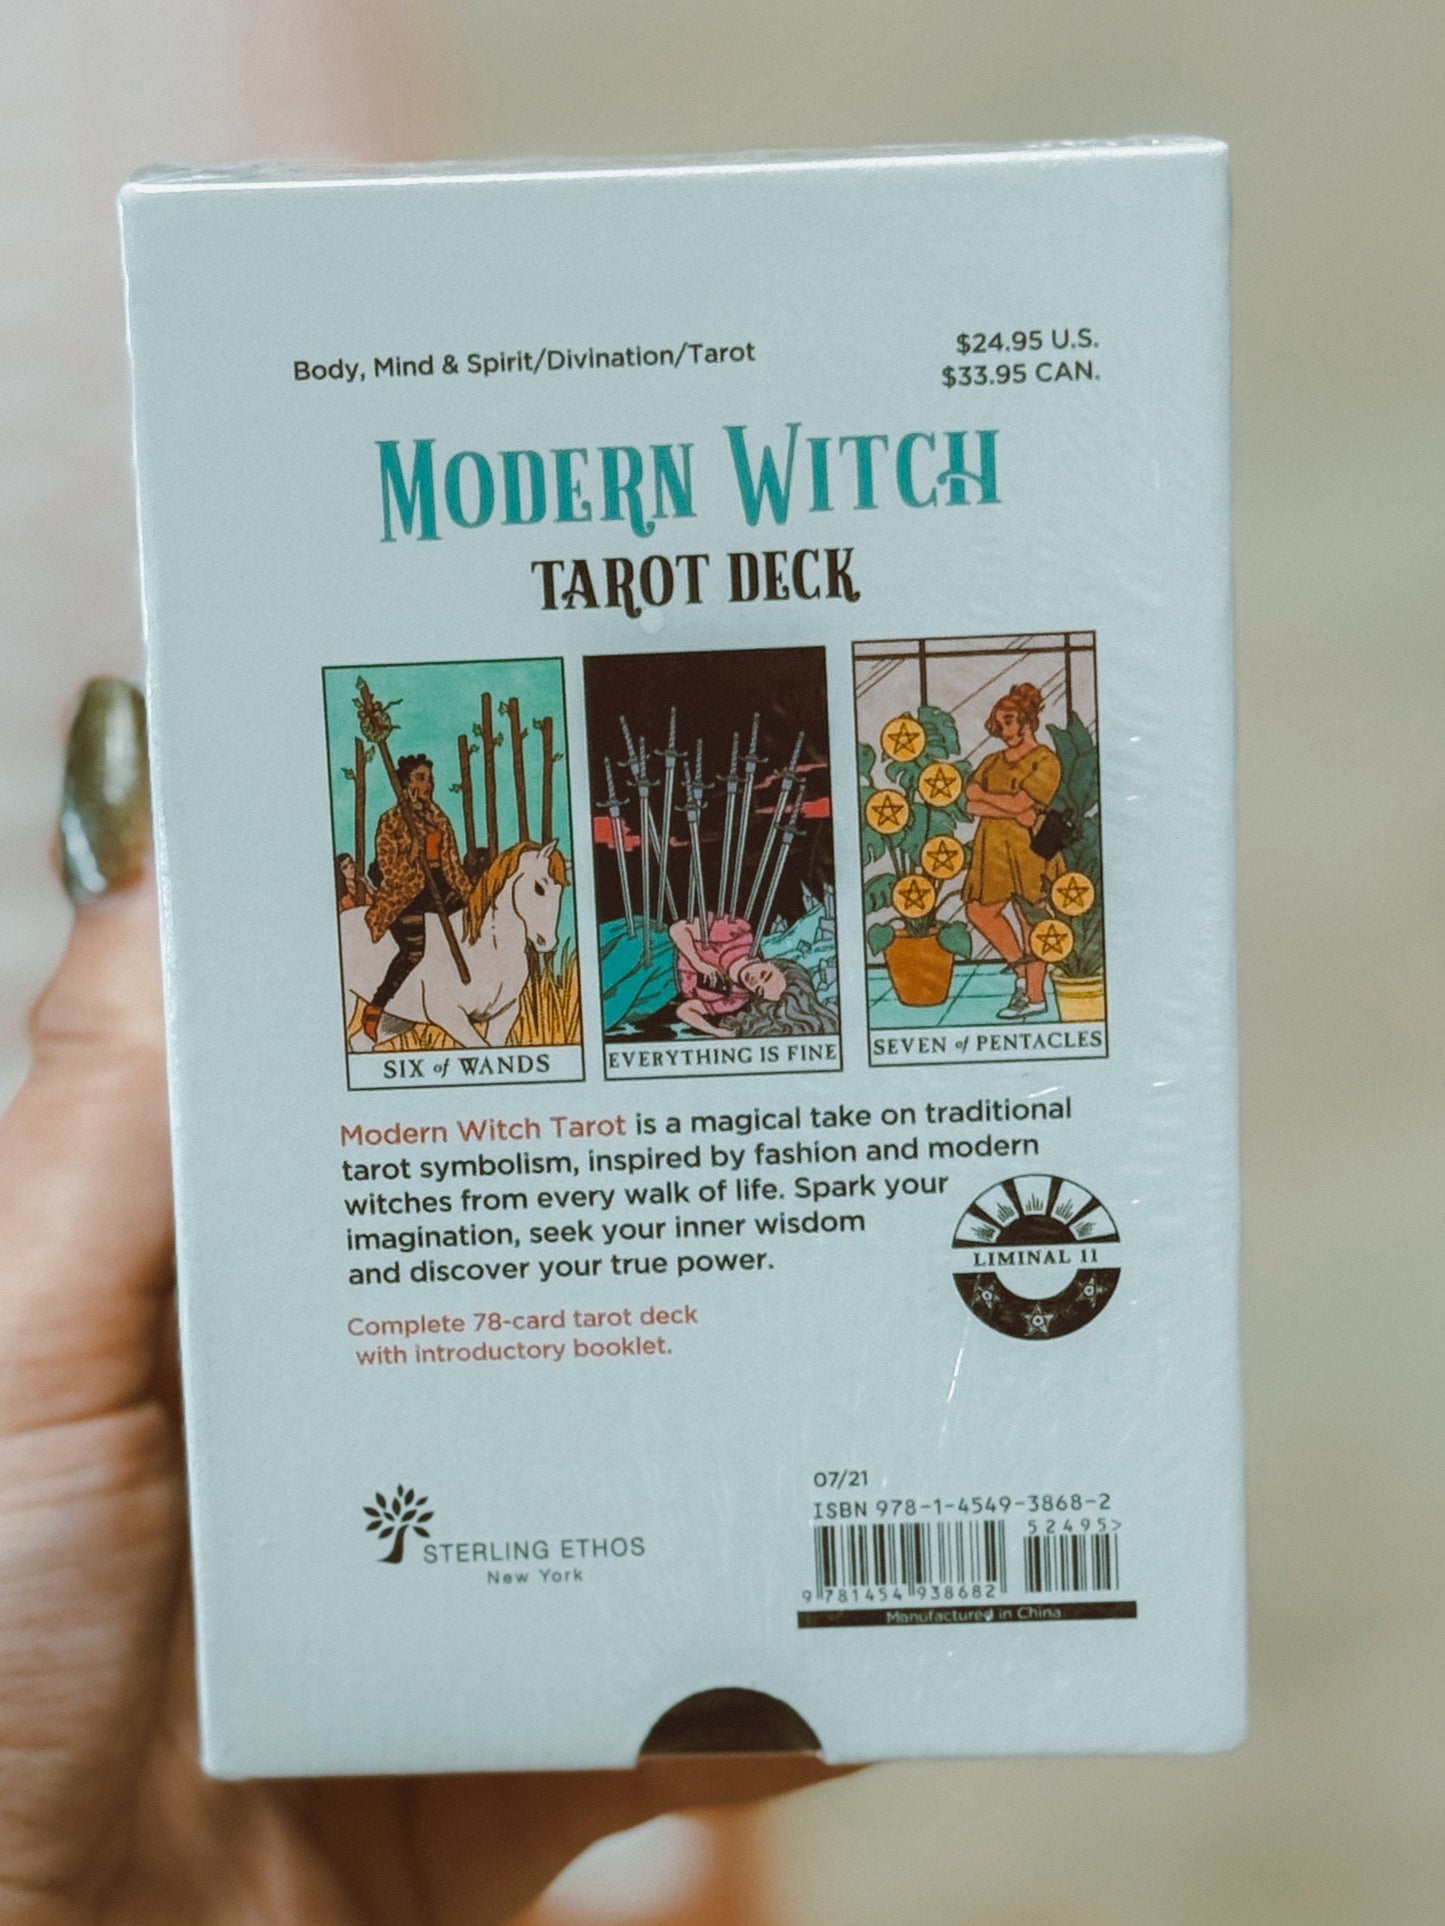 Body, Mind & Spirit/Divination/Tarot
$24.95 U.S.
$33.95 CAN.
MODERN WITCH
TAROT DECK
SIX of WANDS
EVERYTHING IS FINE
SEVEN of PENTACLES
Modern Witch Tarot is a magical take on traditional
tarot symbolism, inspired by fashion and modern
witches from every walk of life. Spark your
imagination, seek your inner wisdom
and discover your true power.
LIMINAL 11
Complete 78-card tarot deck
with introductory booklet.
STERLING ETHOS
New York
07/21
ISBN 978-1-4549-3868-2
52495>
9 781454 938682
Manufactured in China